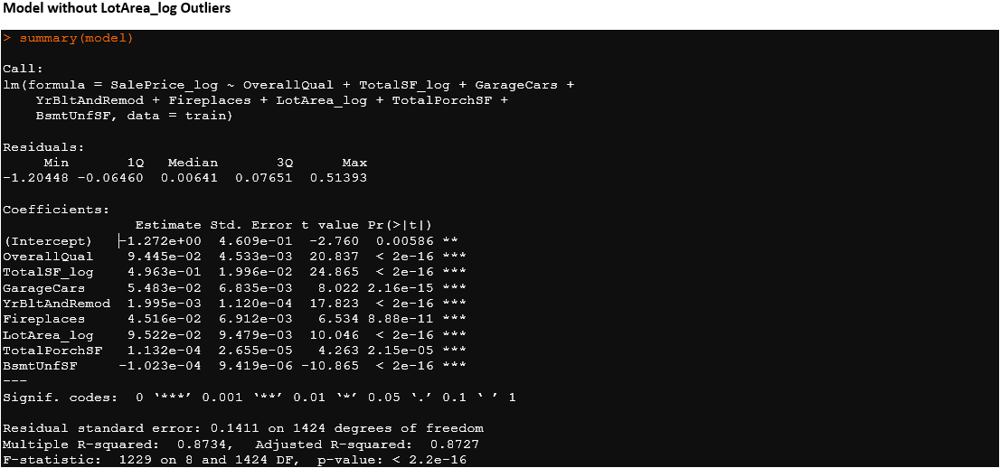 Model without LotArea_log Outliers
> summary(model)
Call:
lm(formula = SalePrice_log ~ OverallQual + TotalSF_log + GarageCars +
    YrBltAndRemod + Fireplaces + LotArea_log + TotalPorchSF +
    BsmtUnfSF, data = train)
Residuals:
     Min       1Q   Median       3Q      Max
-1.20448 -0.06460  0.00641  0.07651  0.51393
Coefficients:
                Estimate Std. Error t value Pr(>|t|)
(Intercept)   -1.272e+00  4.609e-01  -2.760  0.00586 **
OverallQual    9.445e-02  4.533e-03  20.837  < 2e-16 ***
TotalSF_log    4.963e-01  1.996e-02  24.865  < 2e-16 ***
GarageCars     5.483e-02  6.835e-03   8.022 2.16e-15 ***
YrBltAndRemod  1.995e-03  1.120e-04  17.823  < 2e-16 ***
Fireplaces     4.516e-02  6.912e-03   6.534 8.88e-11 ***
LotArea_log    9.522e-02  9.479e-03  10.046  < 2e-16 ***
TotalPorchSF   1.132e-04  2.655e-05   4.263 2.15e-05 ***
BsmtUnfSF     -1.023e-04  9.419e-06 -10.865  < 2e-16 ***
---
Signif. codes:  0 ‘***’ 0.001 ‘**’ 0.01 ‘*’ 0.05 ‘.’ 0.1 ‘ ’ 1
Residual standard error: 0.1411 on 1424 degrees of freedom
Multiple R-squared:  0.8734,   Adjusted R-squared:  0.8727
F-statistic:  1229 on 8 and 1424 DF,  p-value: < 2.2e-16